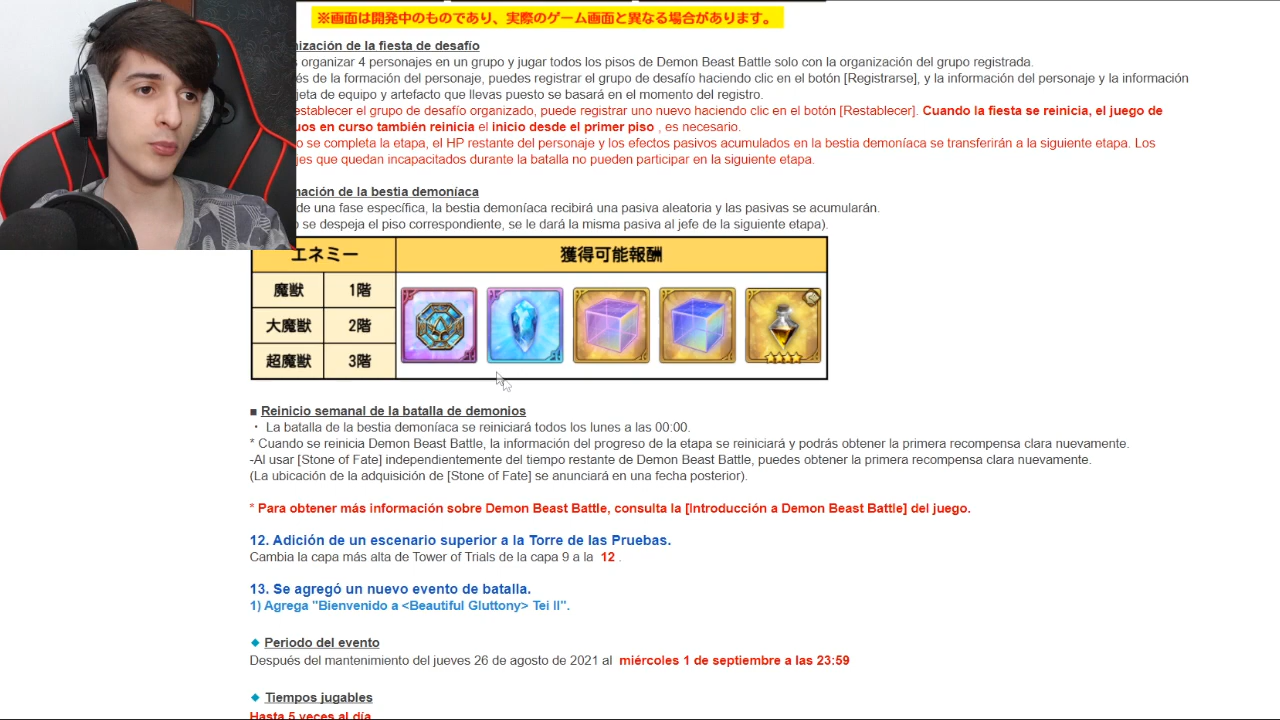 ※画面は開発中のものであり、実際のゲーム画面と異なる場合があります。
nización de la fiesta de desafío
organizar 4 personajes en un grupo y jugar todos los pisos de Demon Beast Battle solo con la organización del grupo registrada.
és de la formación del personaje, puedes registrar el grupo de desafío haciendo clic en el botón [Registrarse], y la información del personaje y la información
jeta de equipo y artefacto que llevas puesto se basará en el momento del registro.
establecer el grupo de desafío organizado, puede registrar uno nuevo haciendo clic en el botón [Restablecer]. Cuando la fiesta se reinicia, el juego de
uos en curso también reinicia el inicio desde el primer piso , es necesario.
o se completa la etapa, el HP restante del personaje y los efectos pasivos acumulados en la bestia demoníaca se transferirán a la siguiente etapa. Los
jes que quedan incapacitados durante la batalla no pueden participar en la siguiente etapa.
mación de la bestia demoníaca
de una fase específica, la bestia demoníaca recibirá una pasiva aleatoria y las pasivas se acumularán.
o se despeja el piso correspondiente, se le dará la misma pasiva al jefe de la siguiente etapa).
エネミー 獲得可能報酬
魔獣 1階
大魔獣 2階
超魔獣 3階
■ Reinicio semanal de la batalla de demonios
・ La batalla de la bestia demoníaca se reiniciará todos los lunes a las 00:00.
* Cuando se reinicia Demon Beast Battle, la información del progreso de la etapa se reiniciará y podrás obtener la primera recompensa clara nuevamente.
-Al usar [Stone of Fate] independientemente del tiempo restante de Demon Beast Battle, puedes obtener la primera recompensa clara nuevamente.
(La ubicación de la adquisición de [Stone of Fate] se anunciará en una fecha posterior).
* Para obtener más información sobre Demon Beast Battle, consulta la [Introducción a Demon Beast Battle] del juego.
12. Adición de un escenario superior a la Torre de las Pruebas.
Cambia la capa más alta de Tower of Trials de la capa 9 a la 12 .
13. Se agregó un nuevo evento de batalla.
1) Agrega "Bienvenido a <Beautiful Gluttony> Tei II".
◆ Periodo del evento
Después del mantenimiento del jueves 26 de agosto de 2021 al miércoles 1 de septiembre a las 23:59
◆ Tiempos jugables
Hasta 5 veces al día